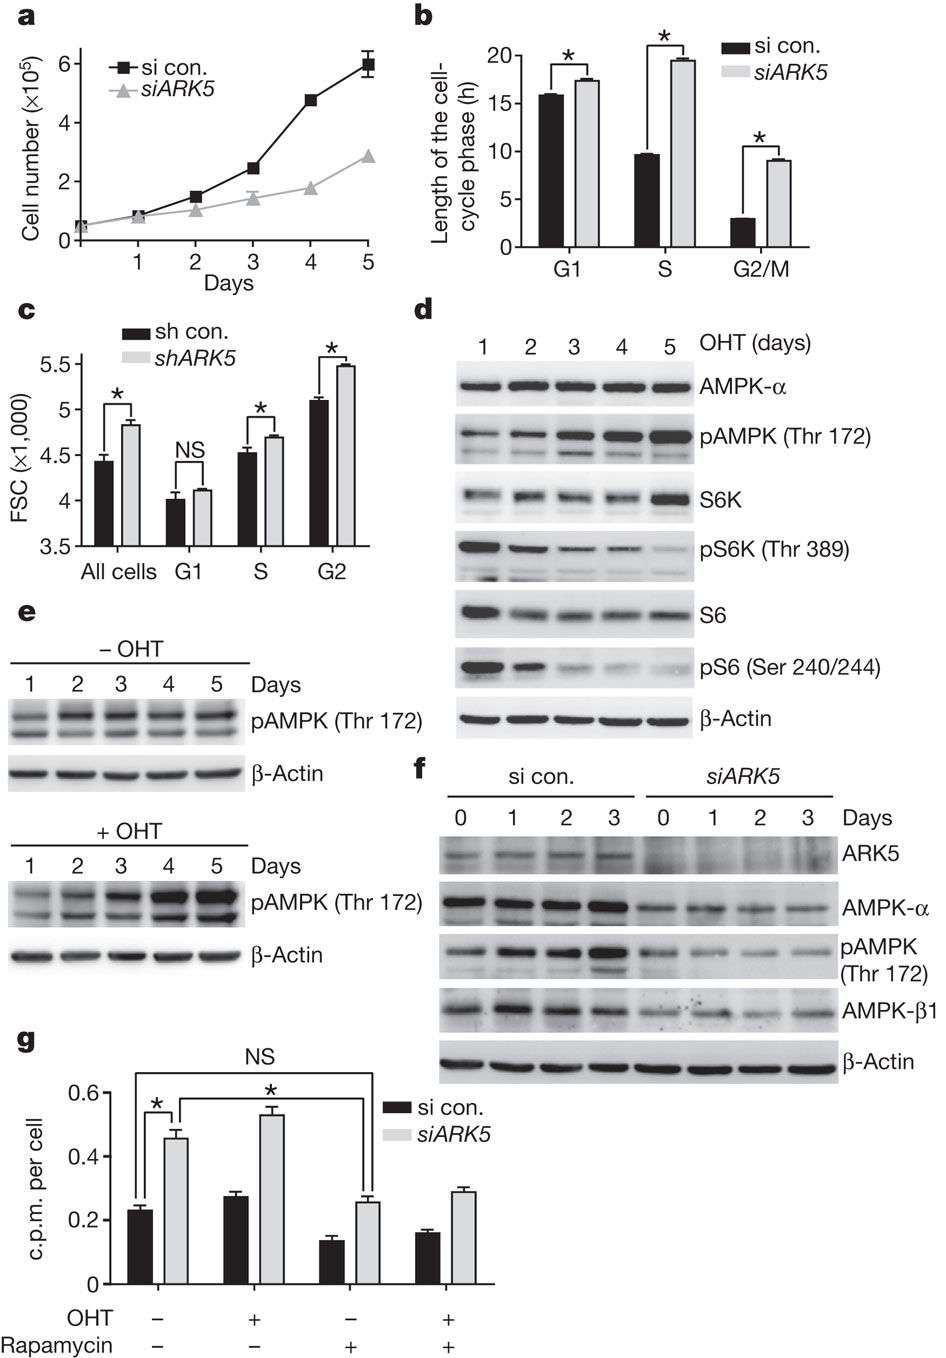 a
Cell number (×10⁵)
6
4
2
0
si con.
siARK5
1 2 3 4 5
Days
b
Length of the cell-
cycle phase (h)
20
15
10
5
0
* * *
si con.
siARK5
G1 S G2/M
c
sh con.
shARK5
FSC (×1,000)
5.5
5
4.5
4
3.5
* NS * *
All cells G1 S G2
d
1 2 3 4 5 OHT (days)
AMPK-α
pAMPK (Thr 172)
S6K
pS6K (Thr 389)
S6
pS6 (Ser 240/244)
β-Actin
e
– OHT
1 2 3 4 5 Days
pAMPK (Thr 172)
β-Actin
+ OHT
1 2 3 4 5 Days
pAMPK (Thr 172)
β-Actin
f
si con. siARK5
0 1 2 3 0 1 2 3 Days
ARK5
AMPK-α
pAMPK
(Thr 172)
AMPK-β1
β-Actin
g
c.p.m. per cell
0.6
0.4
0.2
0
NS
* *
si con.
siARK5
OHT – + – +
Rapamycin – – + +